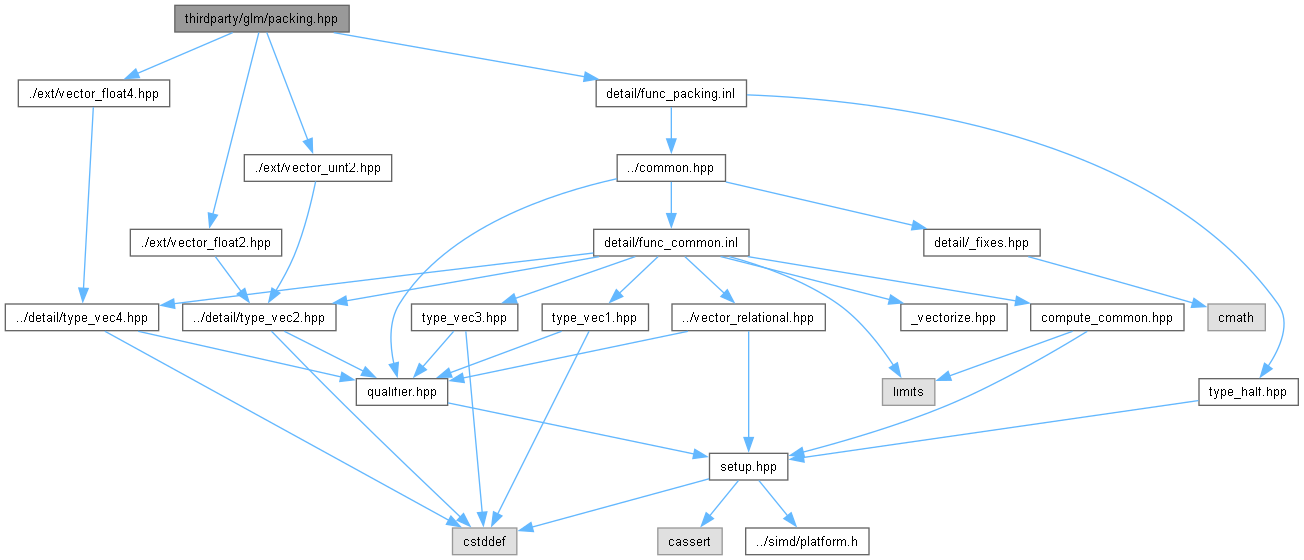 thirdparty/glm/packing.hpp
./ext/vector_float4.hpp
detail/func_packing.inl
./ext/vector_uint2.hpp
../common.hpp
./ext/vector_float2.hpp
detail/func_common.inl
detail/_fixes.hpp
../detail/type_vec4.hpp
../detail/type_vec2.hpp
type_vec3.hpp
type_vec1.hpp
../vector_relational.hpp
_vectorize.hpp
compute_common.hpp
cmath
qualifier.hpp
limits
type_half.hpp
setup.hpp
cstddef
cassert
../simd/platform.h